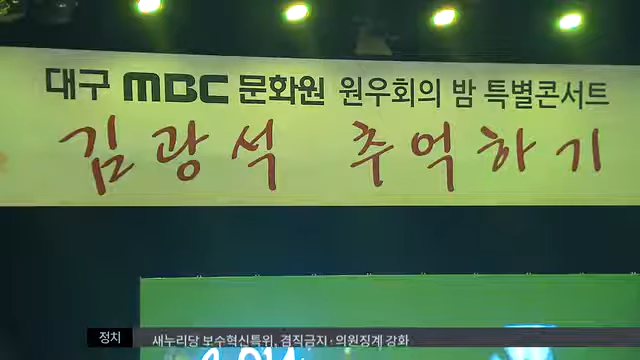 대구 MBC 문화원 원우회의 밤 특별콘서트
김광석 추억하기
정치
새누리당 보수혁신특위, 겸직금지·의원징계 강화